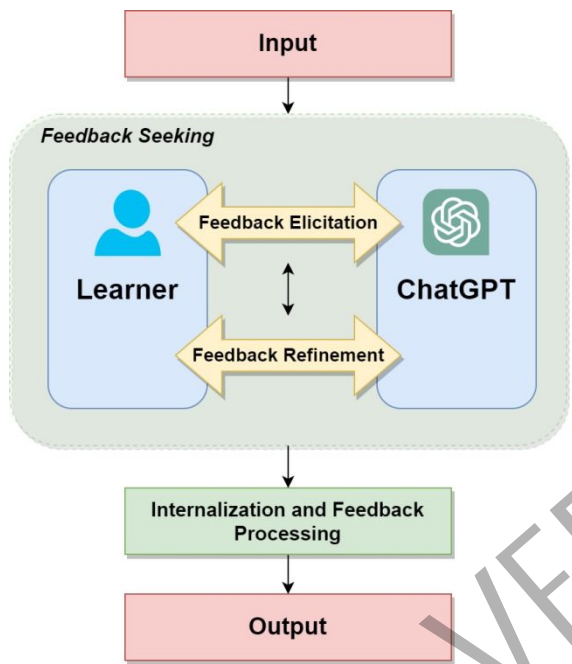 Input
Feedback Seeking
Feedback Elicitation
Learner
ChatGPT
Feedback Refinement
Internalization and Feedback
Processing
Output